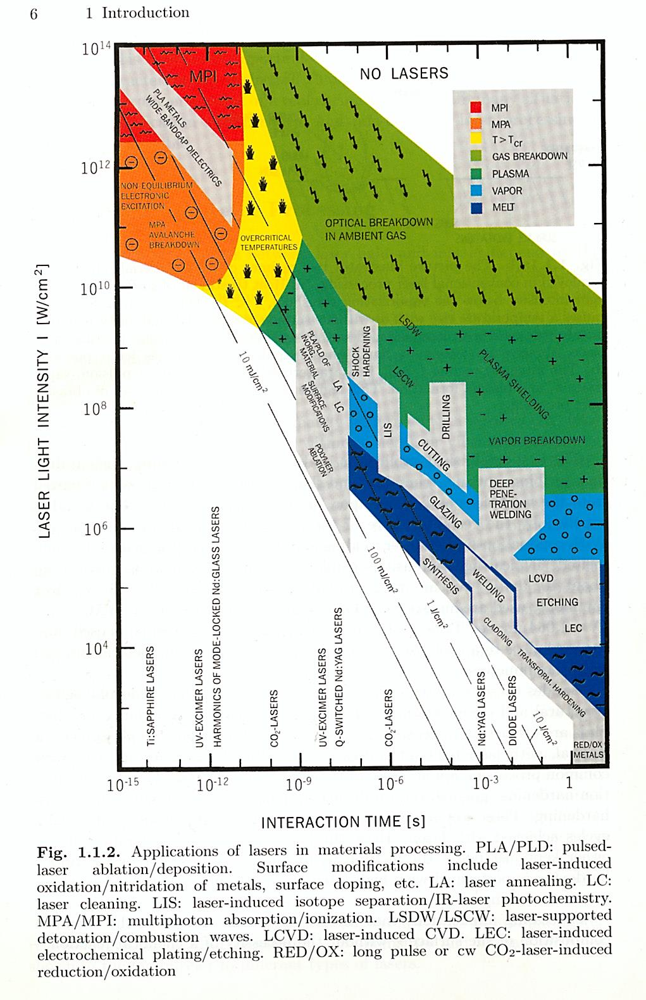 6 1 Introduction
10^14
10^12
10^10
10^8
10^6
10^4
LASER LIGHT INTENSITY I [W/cm^2]
MPI
NO LASERS
PLA METALS
WIDE-BANDGAP DIELECTRICS
MPI
MPA
T>T_cr
GAS BREAKDOWN
PLASMA
VAPOR
MELT
NON-EQUILIBRIUM
ELECTRONIC
EXCITATION
MPA
AVALANCHE
BREAKDOWN
OVERCRITICAL
TEMPERATURES
OPTICAL BREAKDOWN
IN AMBIENT GAS
LSDW
LSCW
PLASMA SHIELDING
VAPOR BREAKDOWN
PLA/PLD OF
INORG.
MATERIAL SURFACE
MODIFICATIONS
LA
LC
POLYMER
ABLATION
SHOCK
HARDENING
LIS
DRILLING
CUTTING
GLAZING
DEEP
PENE-
TRATION
WELDING
SYNTHESIS
WELDING
LCVD
ETCHING
LEC
CLADDING
TRANSFORM. HARDENING
RED/OX
METALS
10 mJ/cm^2
100 mJ/cm^2
1 J/cm^2
10 J/cm^2
Ti:SAPPHIRE LASERS
UV-EXCIMER LASERS
HARMONICS OF MODE-LOCKED Nd:GLASS LASERS
CO2-LASERS
UV-EXCIMER LASERS
Q-SWITCHED Nd:YAG LASERS
CO2-LASERS
Nd:YAG LASERS
DIODE LASERS
10^-15 10^-12 10^-9 10^-6 10^-3 1
INTERACTION TIME [s]
Fig. 1.1.2. Applications of lasers in materials processing. PLA/PLD: pulsed-
laser ablation/deposition. Surface modifications include laser-induced
oxidation/nitridation of metals, surface doping, etc. LA: laser annealing. LC:
laser cleaning. LIS: laser-induced isotope separation/IR-laser photochemistry.
MPA/MPI: multiphoton absorption/ionization. LSDW/LSCW: laser-supported
detonation/combustion waves. LCVD: laser-induced CVD. LEC: laser-induced
electrochemical plating/etching. RED/OX: long pulse or cw CO2-laser-induced
reduction/oxidation